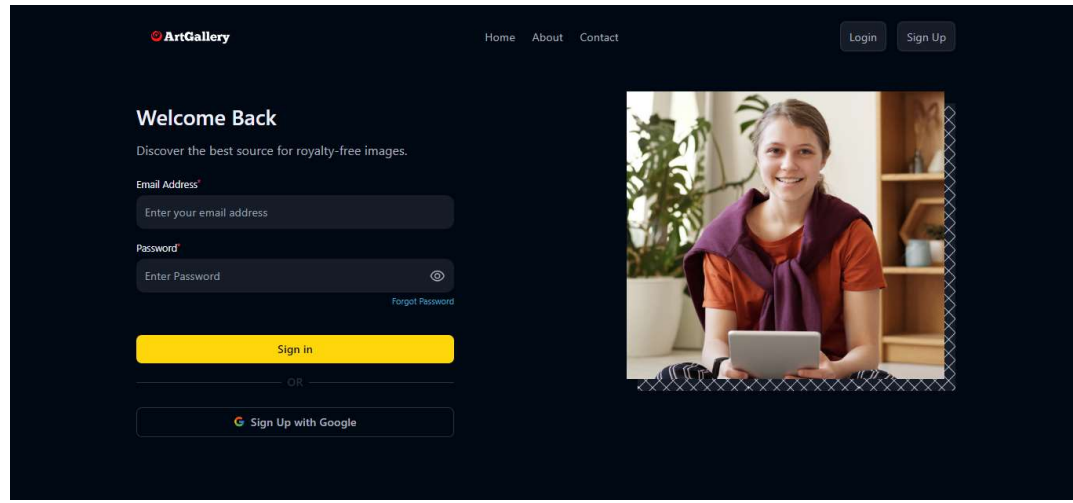 ArtGallery
Home About Contact
Login
Sign Up
Welcome Back
Discover the best source for royalty-free images.
Email Address*
Enter your email address
Password*
Enter Password
Forgot Password
Sign in
OR
Sign Up with Google